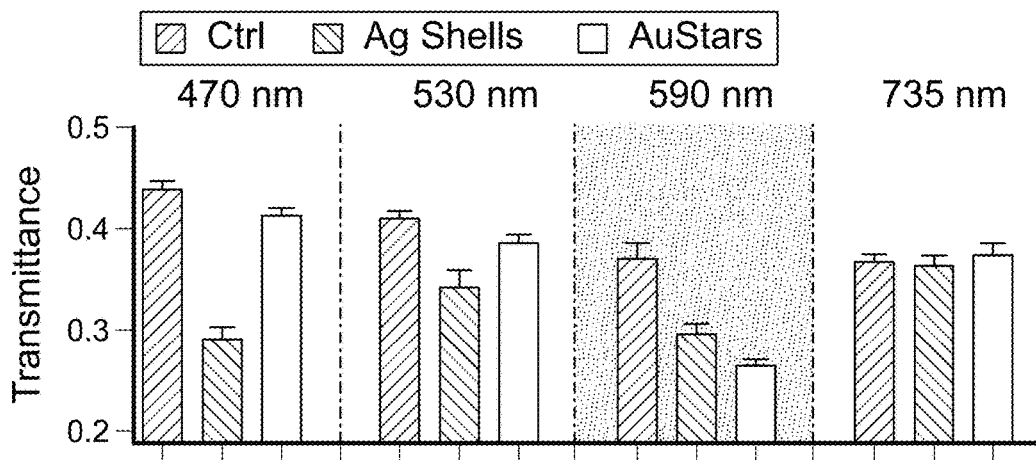 Ctrl Ag Shells AuStars
470 nm 530 nm 590 nm 735 nm
Transmittance
0.5
0.4
0.3
0.2